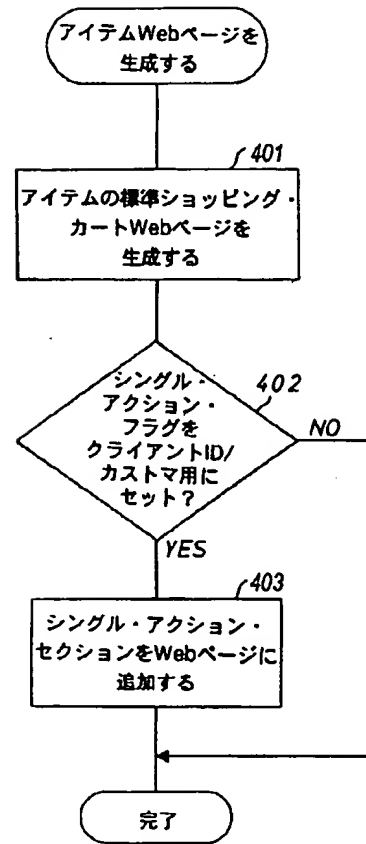 アイテムWebページを
生成する
401
アイテムの標準ショッピング・
カートWebページを
生成する
402
シングル・
アクション・
フラグを
クライアントID/
カストマ用に
セット?
NO
YES
403
シングル・アクション・
セクションをWebページに
追加する
完了